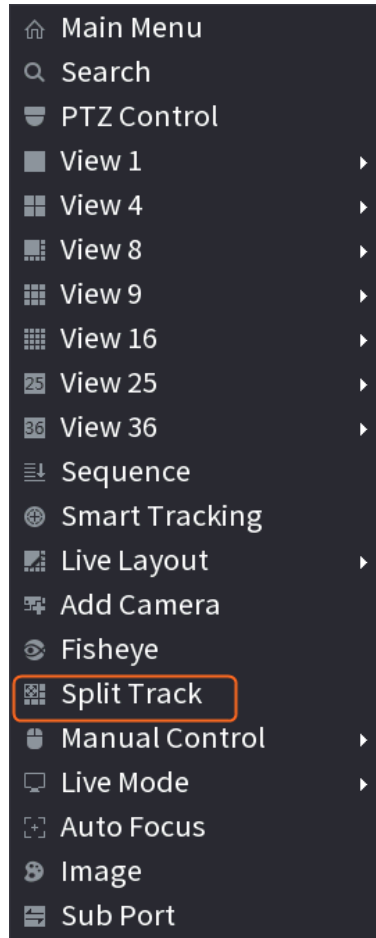 Main Menu
Search
PTZ Control
View 1
View 4
View 8
View 9
View 16
25 View 25
36 View 36
Sequence
Smart Tracking
Live Layout
Add Camera
Fisheye
Split Track
Manual Control
Live Mode
Auto Focus
Image
Sub Port